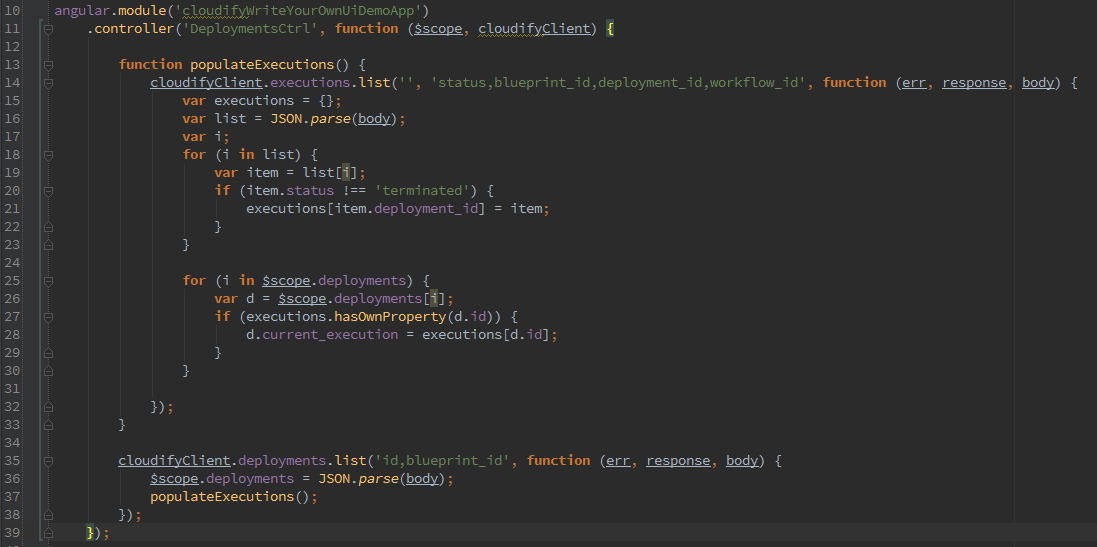 10 angular.module('cloudifyWriteYourOwnUiDemoApp')
11     .controller('DeploymentsCtrl', function ($scope, cloudifyClient) {
12
13         function populateExecutions() {
14             cloudifyClient.executions.list('', 'status,blueprint_id,deployment_id,workflow_id', function (err, response, body) {
15                 var executions = {};
16                 var list = JSON.parse(body);
17                 var i;
18                 for (i in list) {
19                     var item = list[i];
20                     if (item.status !== 'terminated') {
21                         executions[item.deployment_id] = item;
22                     }
23                 }
24
25                 for (i in $scope.deployments) {
26                     var d = $scope.deployments[i];
27                     if (executions.hasOwnProperty(d.id)) {
28                         d.current_execution = executions[d.id];
29                     }
30                 }
31
32             });
33         }
34
35         cloudifyClient.deployments.list('id,blueprint_id', function (err, response, body) {
36             $scope.deployments = JSON.parse(body);
37             populateExecutions();
38         });
39     });